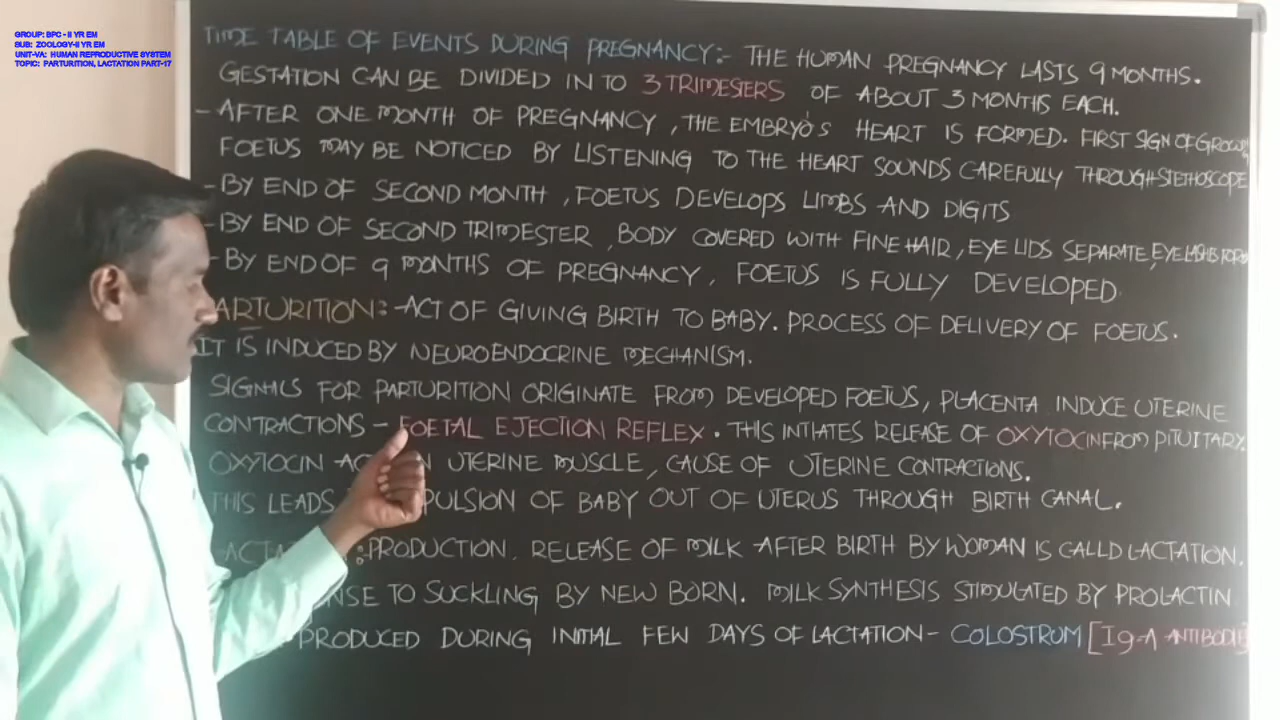 GROUP: BPC - II YR EM
SUB: ZOOLOGY-II YR EM
UNIT-VA: HUMAN REPRODUCTIVE SYSTEM
TOPIC: PARTURITION, LACTATION PART-17
TIME TABLE OF EVENTS DURING PREGNANCY:- THE HUMAN PREGNANCY LASTS 9 MONTHS.
GESTATION CAN BE DIVIDED IN TO 3 TRIMESTERS OF ABOUT 3 MONTHS EACH.
- AFTER ONE MONTH OF PREGNANCY, THE EMBRYO'S HEART IS FORMED. FIRST SIGN OF GROWING
FOETUS MAY BE NOTICED BY LISTENING TO THE HEART SOUNDS CAREFULLY THROUGH STETHOSCOPE
- BY END OF SECOND MONTH, FOETUS DEVELOPS LIMBS AND DIGITS
- BY END OF SECOND TRIMESTER, BODY COVERED WITH FINE HAIR, EYE LIDS SEPARATE, EYE LASHES FORM
- BY END OF 9 MONTHS OF PREGNANCY, FOETUS IS FULLY DEVELOPED
ARTURITION:- ACT OF GIVING BIRTH TO BABY. PROCESS OF DELIVERY OF FOETUS.
IT IS INDUCED BY NEUROENDOCRINE MECHANISM.
SIGNALS FOR PARTURITION ORIGINATE FROM DEVELOPED FOETUS, PLACENTA INDUCE UTERINE
CONTRACTIONS - FOETAL EJECTION REFLEX. THIS INTIATES RELEASE OF OXYTOCIN FROM PITUITARY.
OXYTOCIN AC N UTERINE MUSCLE, CAUSE OF UTERINE CONTRACTIONS.
THIS LEADS PULSION OF BABY OUT OF UTERUS THROUGH BIRTH CANAL.
LACTA : PRODUCTION, RELEASE OF MILK AFTER BIRTH BY WOMAN IS CALLD LACTATION.
NSE TO SUCKLING BY NEW BORN. MILK SYNTHESIS STIMULATED BY PROLACTIN
PRODUCED DURING INITIAL FEW DAYS OF LACTATION - COLOSTRUM [Ig-A ANTIBODIES]